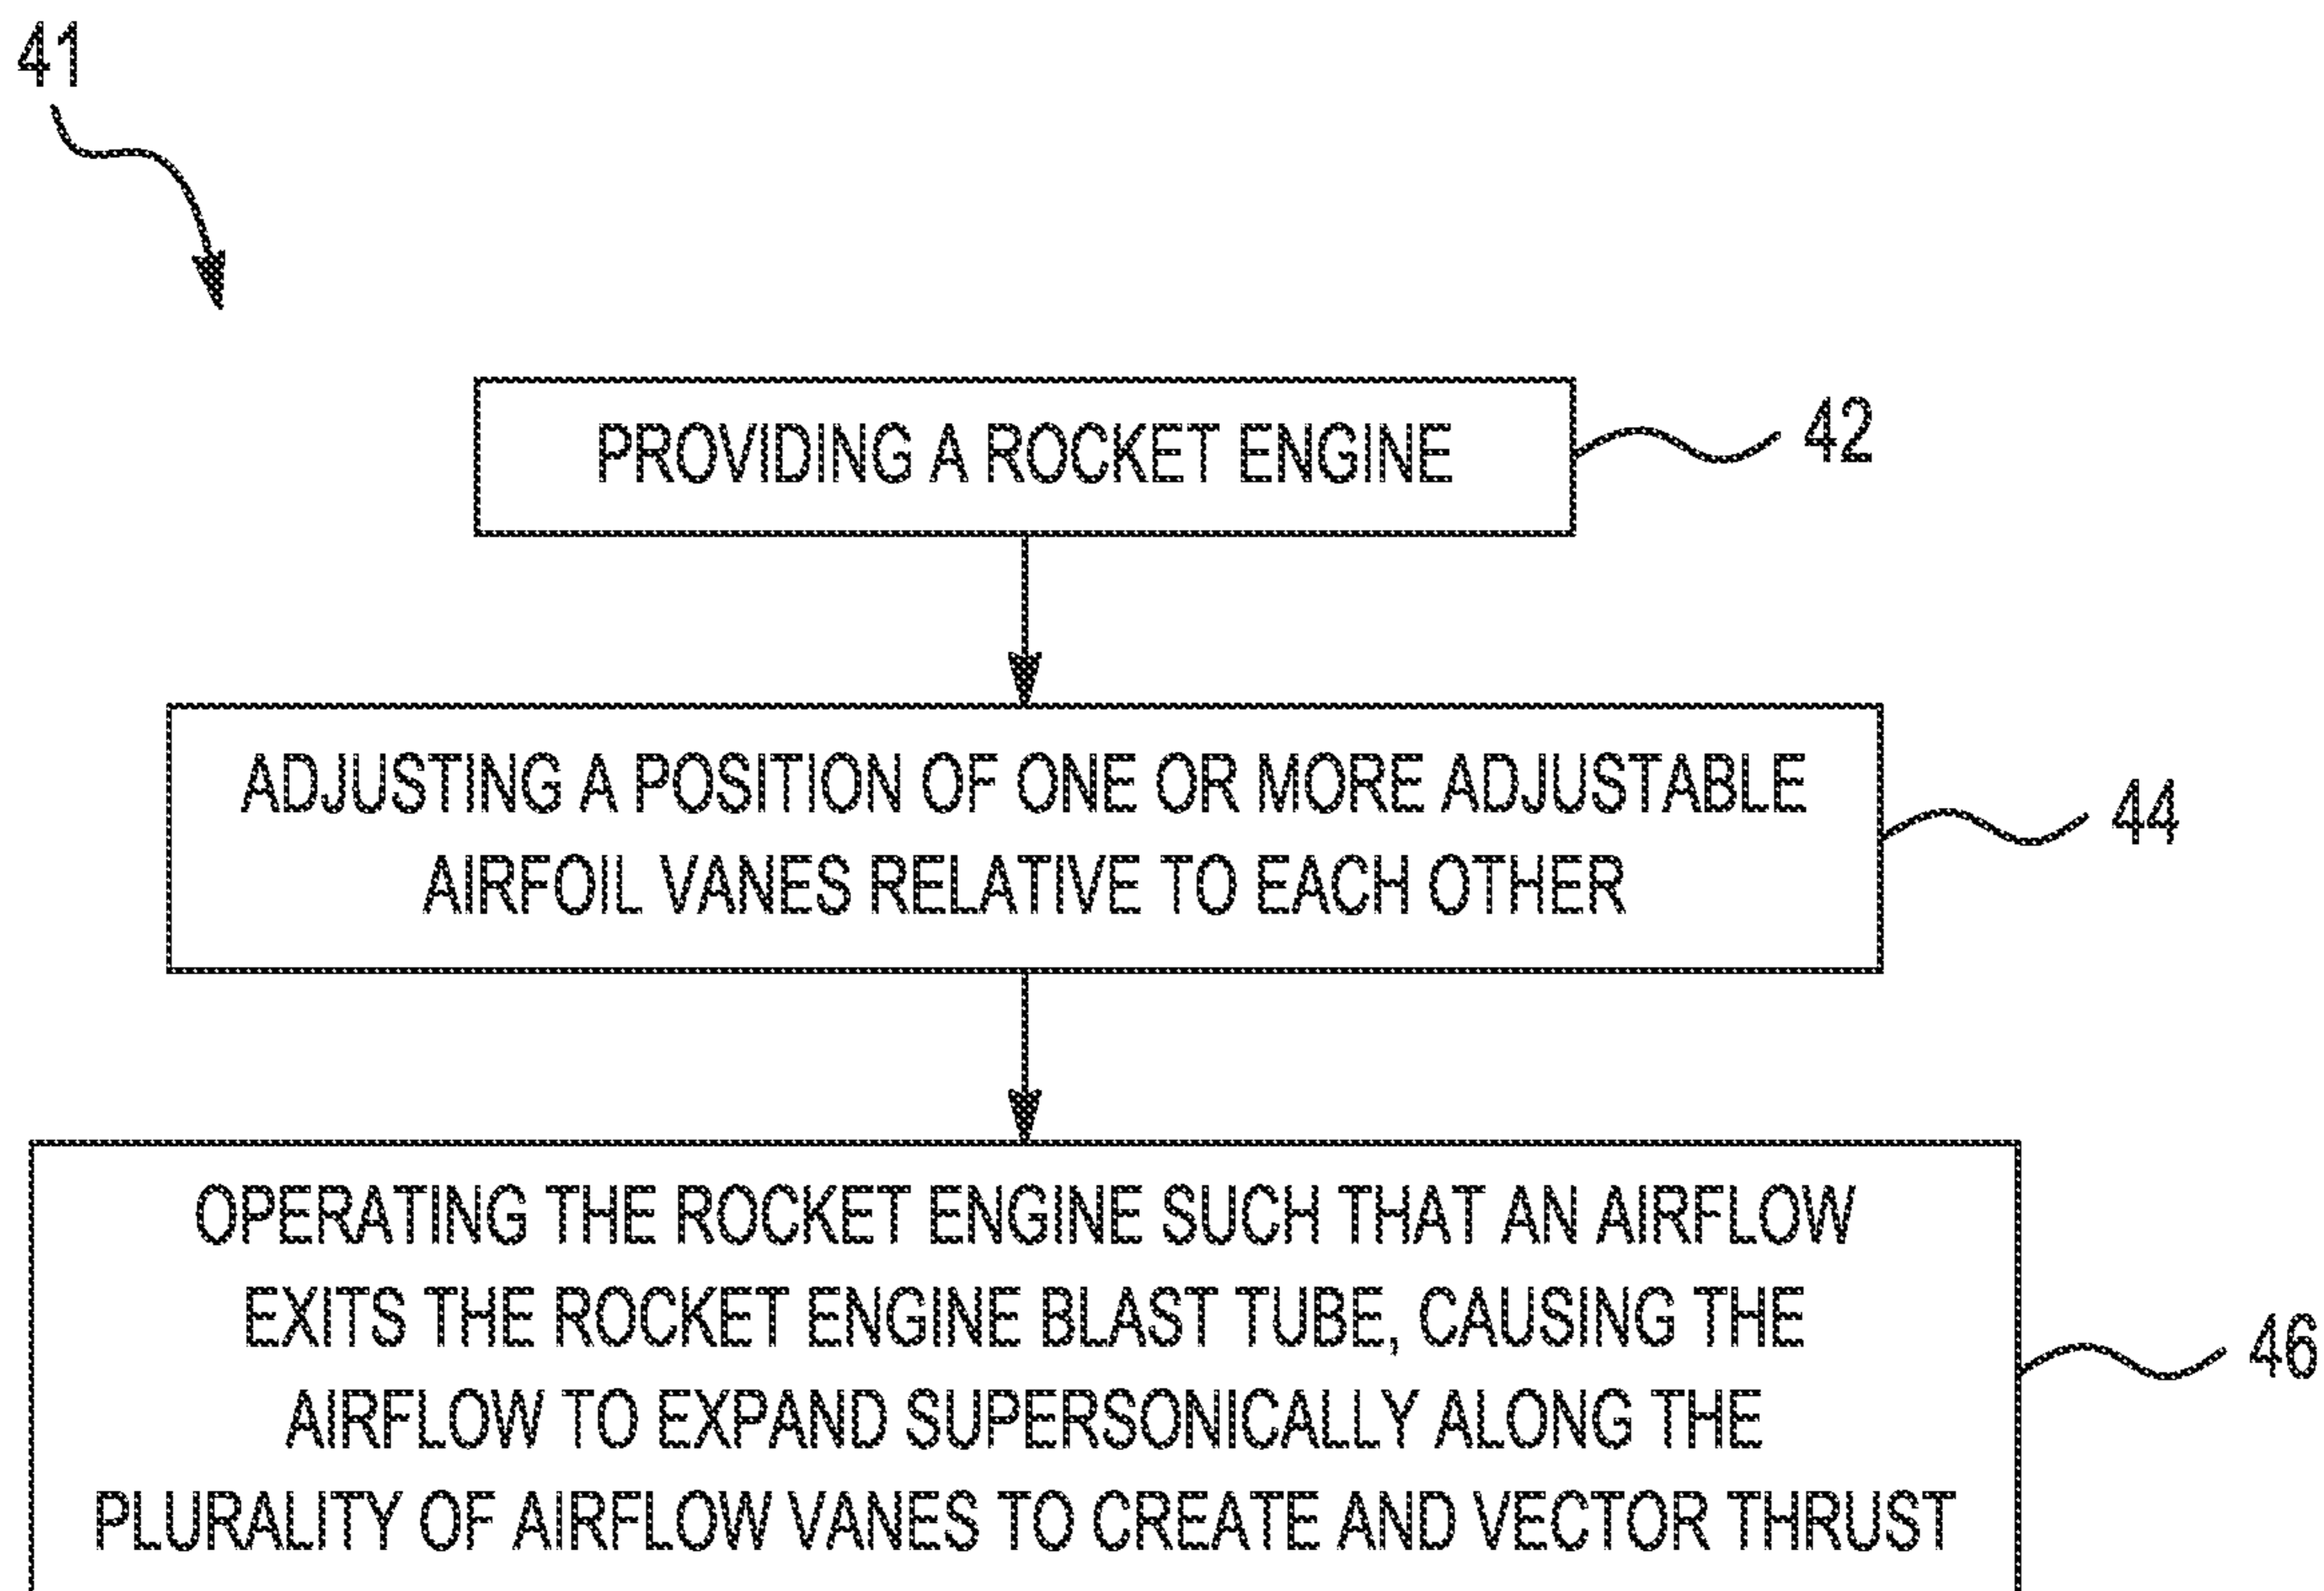 41
PROVIDING A ROCKET ENGINE
42
ADJUSTING A POSITION OF ONE OR MORE ADJUSTABLE
AIRFOIL VANES RELATIVE TO EACH OTHER
44
OPERATING THE ROCKET ENGINE SUCH THAT AN AIRFLOW
EXITS THE ROCKET ENGINE BLAST TUBE, CAUSING THE
AIRFLOW TO EXPAND SUPERSONICALLY ALONG THE
PLURALITY OF AIRFLOW VANES TO CREATE AND VECTOR THRUST
46